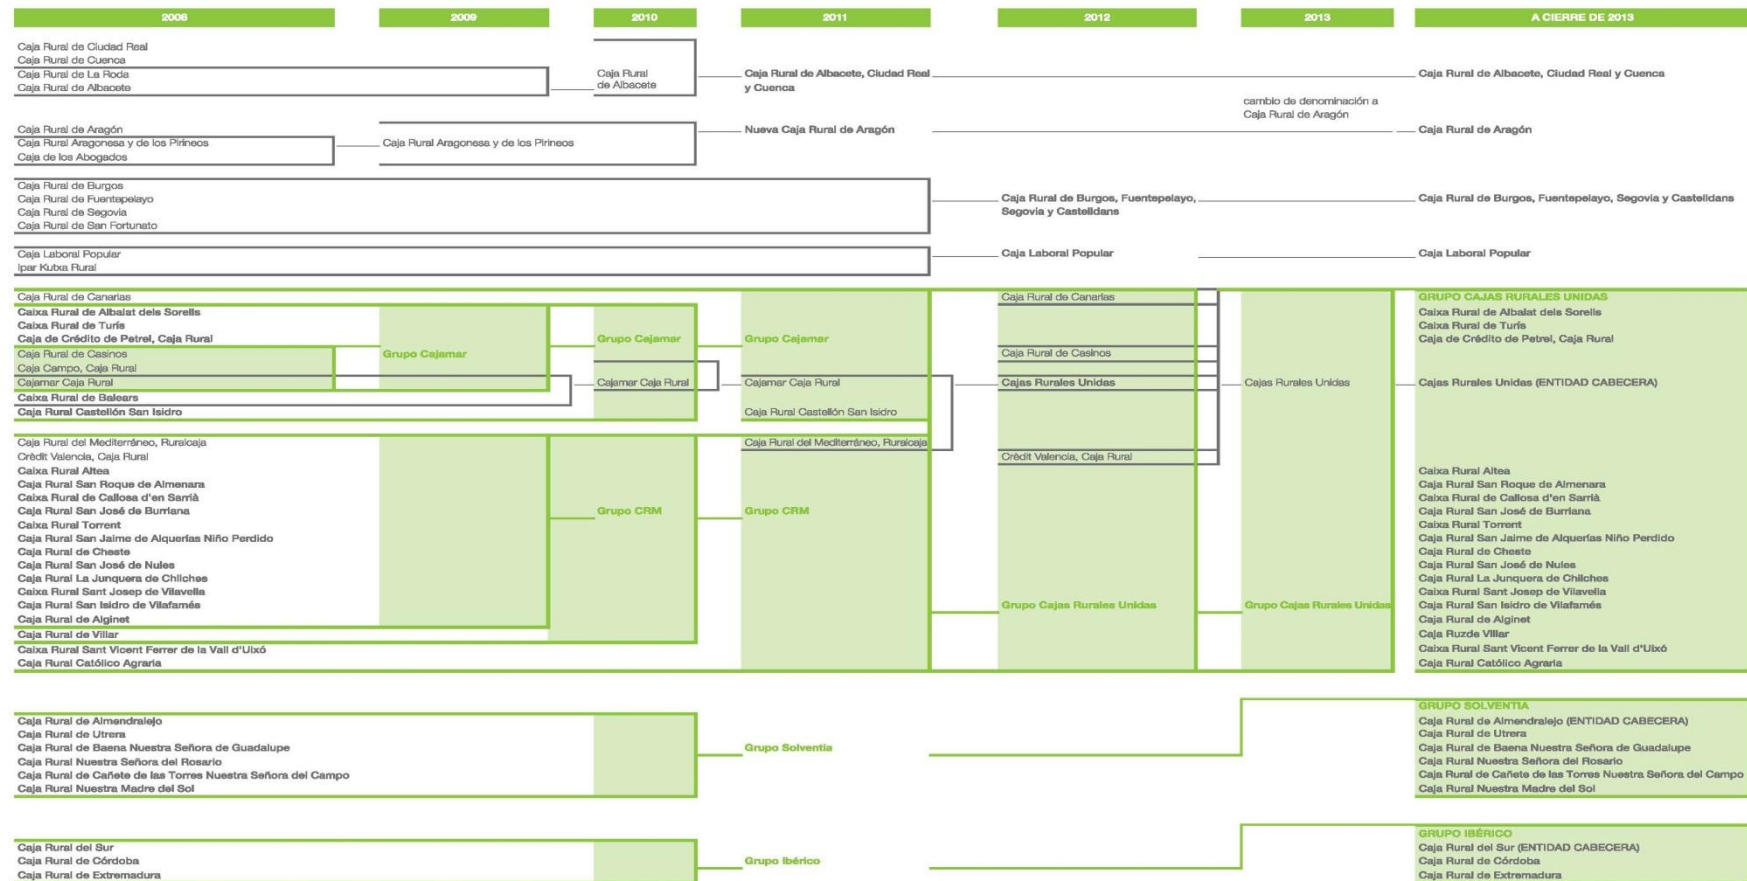 2008 2009 2010 2011 2012 2013 A CIERRE DE 2013
Caja Rural de Ciudad Real
Caja Rural de Cuenca
Caja Rural de La Roda
Caja Rural de Albacete
Caja Rural
de Albacete
Caja Rural de Albacete, Ciudad Real
y Cuenca
Caja Rural de Albacete, Ciudad Real y Cuenca
cambio de denominación a
Caja Rural de Aragón
Caja Rural de Aragón
Caja Rural Aragonesa y de los Pirineos
Caja de los Abogados
Caja Rural Aragonesa y de los Pirineos
Nueva Caja Rural de Aragón
Caja Rural de Aragón
Caja Rural de Burgos
Caja Rural de Fuentepelayo
Caja Rural de Segovia
Caja Rural de San Fortunato
Caja Rural de Burgos, Fuentepelayo,
Segovia y Castelldans
Caja Rural de Burgos, Fuentepelayo, Segovia y Castelldans
Caja Laboral Popular
Ipar Kutxa Rural
Caja Laboral Popular
Caja Laboral Popular
Caja Rural de Canarias
Caixa Rural de Albalat dels Sorells
Caixa Rural de Turís
Caja de Crédito de Petrel, Caja Rural
Caja Rural de Casinos
Caja Campo, Caja Rural
Cajamar Caja Rural
Caixa Rural de Balears
Caja Rural Castellón San Isidro
Grupo Cajamar
Grupo Cajamar
Cajamar Caja Rural
Grupo Cajamar
Cajamar Caja Rural
Caja Rural Castellón San Isidro
Caja Rural de Canarias
Caja Rural de Casinos
Cajas Rurales Unidas
Cajas Rurales Unidas
GRUPO CAJAS RURALES UNIDAS
Caixa Rural de Albalat dels Sorells
Caixa Rural de Turís
Caja de Crédito de Petrel, Caja Rural
Cajas Rurales Unidas (ENTIDAD CABECERA)
Caja Rural del Mediterráneo, Ruralcaja
Crèdit Valencia, Caja Rural
Caixa Rural Altea
Caja Rural San Roque de Almenara
Caixa Rural de Callosa d'en Sarrià
Caja Rural San José de Burriana
Caixa Rural Torrent
Caja Rural San Jaime de Alquerías Niño Perdido
Caja Rural de Cheste
Caja Rural San José de Nules
Caja Rural La Junquera de Chilches
Caixa Rural Sant Josep de Vilavella
Caja Rural San Isidro de Vilafamés
Caja Rural de Alginet
Caja Rural de Villar
Caixa Rural Sant Vicent Ferrer de la Vall d'Uixó
Caja Rural Católico Agraria
Grupo CRM
Caja Rural del Mediterráneo, Ruralcaja
Grupo CRM
Crèdit Valencia, Caja Rural
Grupo Cajas Rurales Unidas
Grupo Cajas Rurales Unidas
Caixa Rural Altea
Caja Rural San Roque de Almenara
Caixa Rural de Callosa d'en Sarrià
Caja Rural San José de Burriana
Caixa Rural Torrent
Caja Rural San Jaime de Alquerías Niño Perdido
Caja Rural de Cheste
Caja Rural San José de Nules
Caja Rural La Junquera de Chilches
Caixa Rural Sant Josep de Vilavella
Caja Rural San Isidro de Vilafamés
Caja Rural de Alginet
Caja Ruzde Villar
Caixa Rural Sant Vicent Ferrer de la Vall d'Uixó
Caja Rural Católico Agraria
Caja Rural de Almendralejo
Caja Rural de Utrera
Caja Rural de Baena Nuestra Señora de Guadalupe
Caja Rural Nuestra Señora del Rosario
Caja Rural de Cañete de las Torres Nuestra Señora del Campo
Caja Rural Nuestra Madre del Sol
Grupo Solventia
GRUPO SOLVENTIA
Caja Rural de Almendralejo (ENTIDAD CABECERA)
Caja Rural de Utrera
Caja Rural de Baena Nuestra Señora de Guadalupe
Caja Rural Nuestra Señora del Rosario
Caja Rural de Cañete de las Torres Nuestra Señora del Campo
Caja Rural Nuestra Madre del Sol
Caja Rural del Sur
Caja Rural de Córdoba
Caja Rural de Extremadura
Grupo Ibérico
GRUPO IBÉRICO
Caja Rural del Sur (ENTIDAD CABECERA)
Caja Rural de Córdoba
Caja Rural de Extremadura